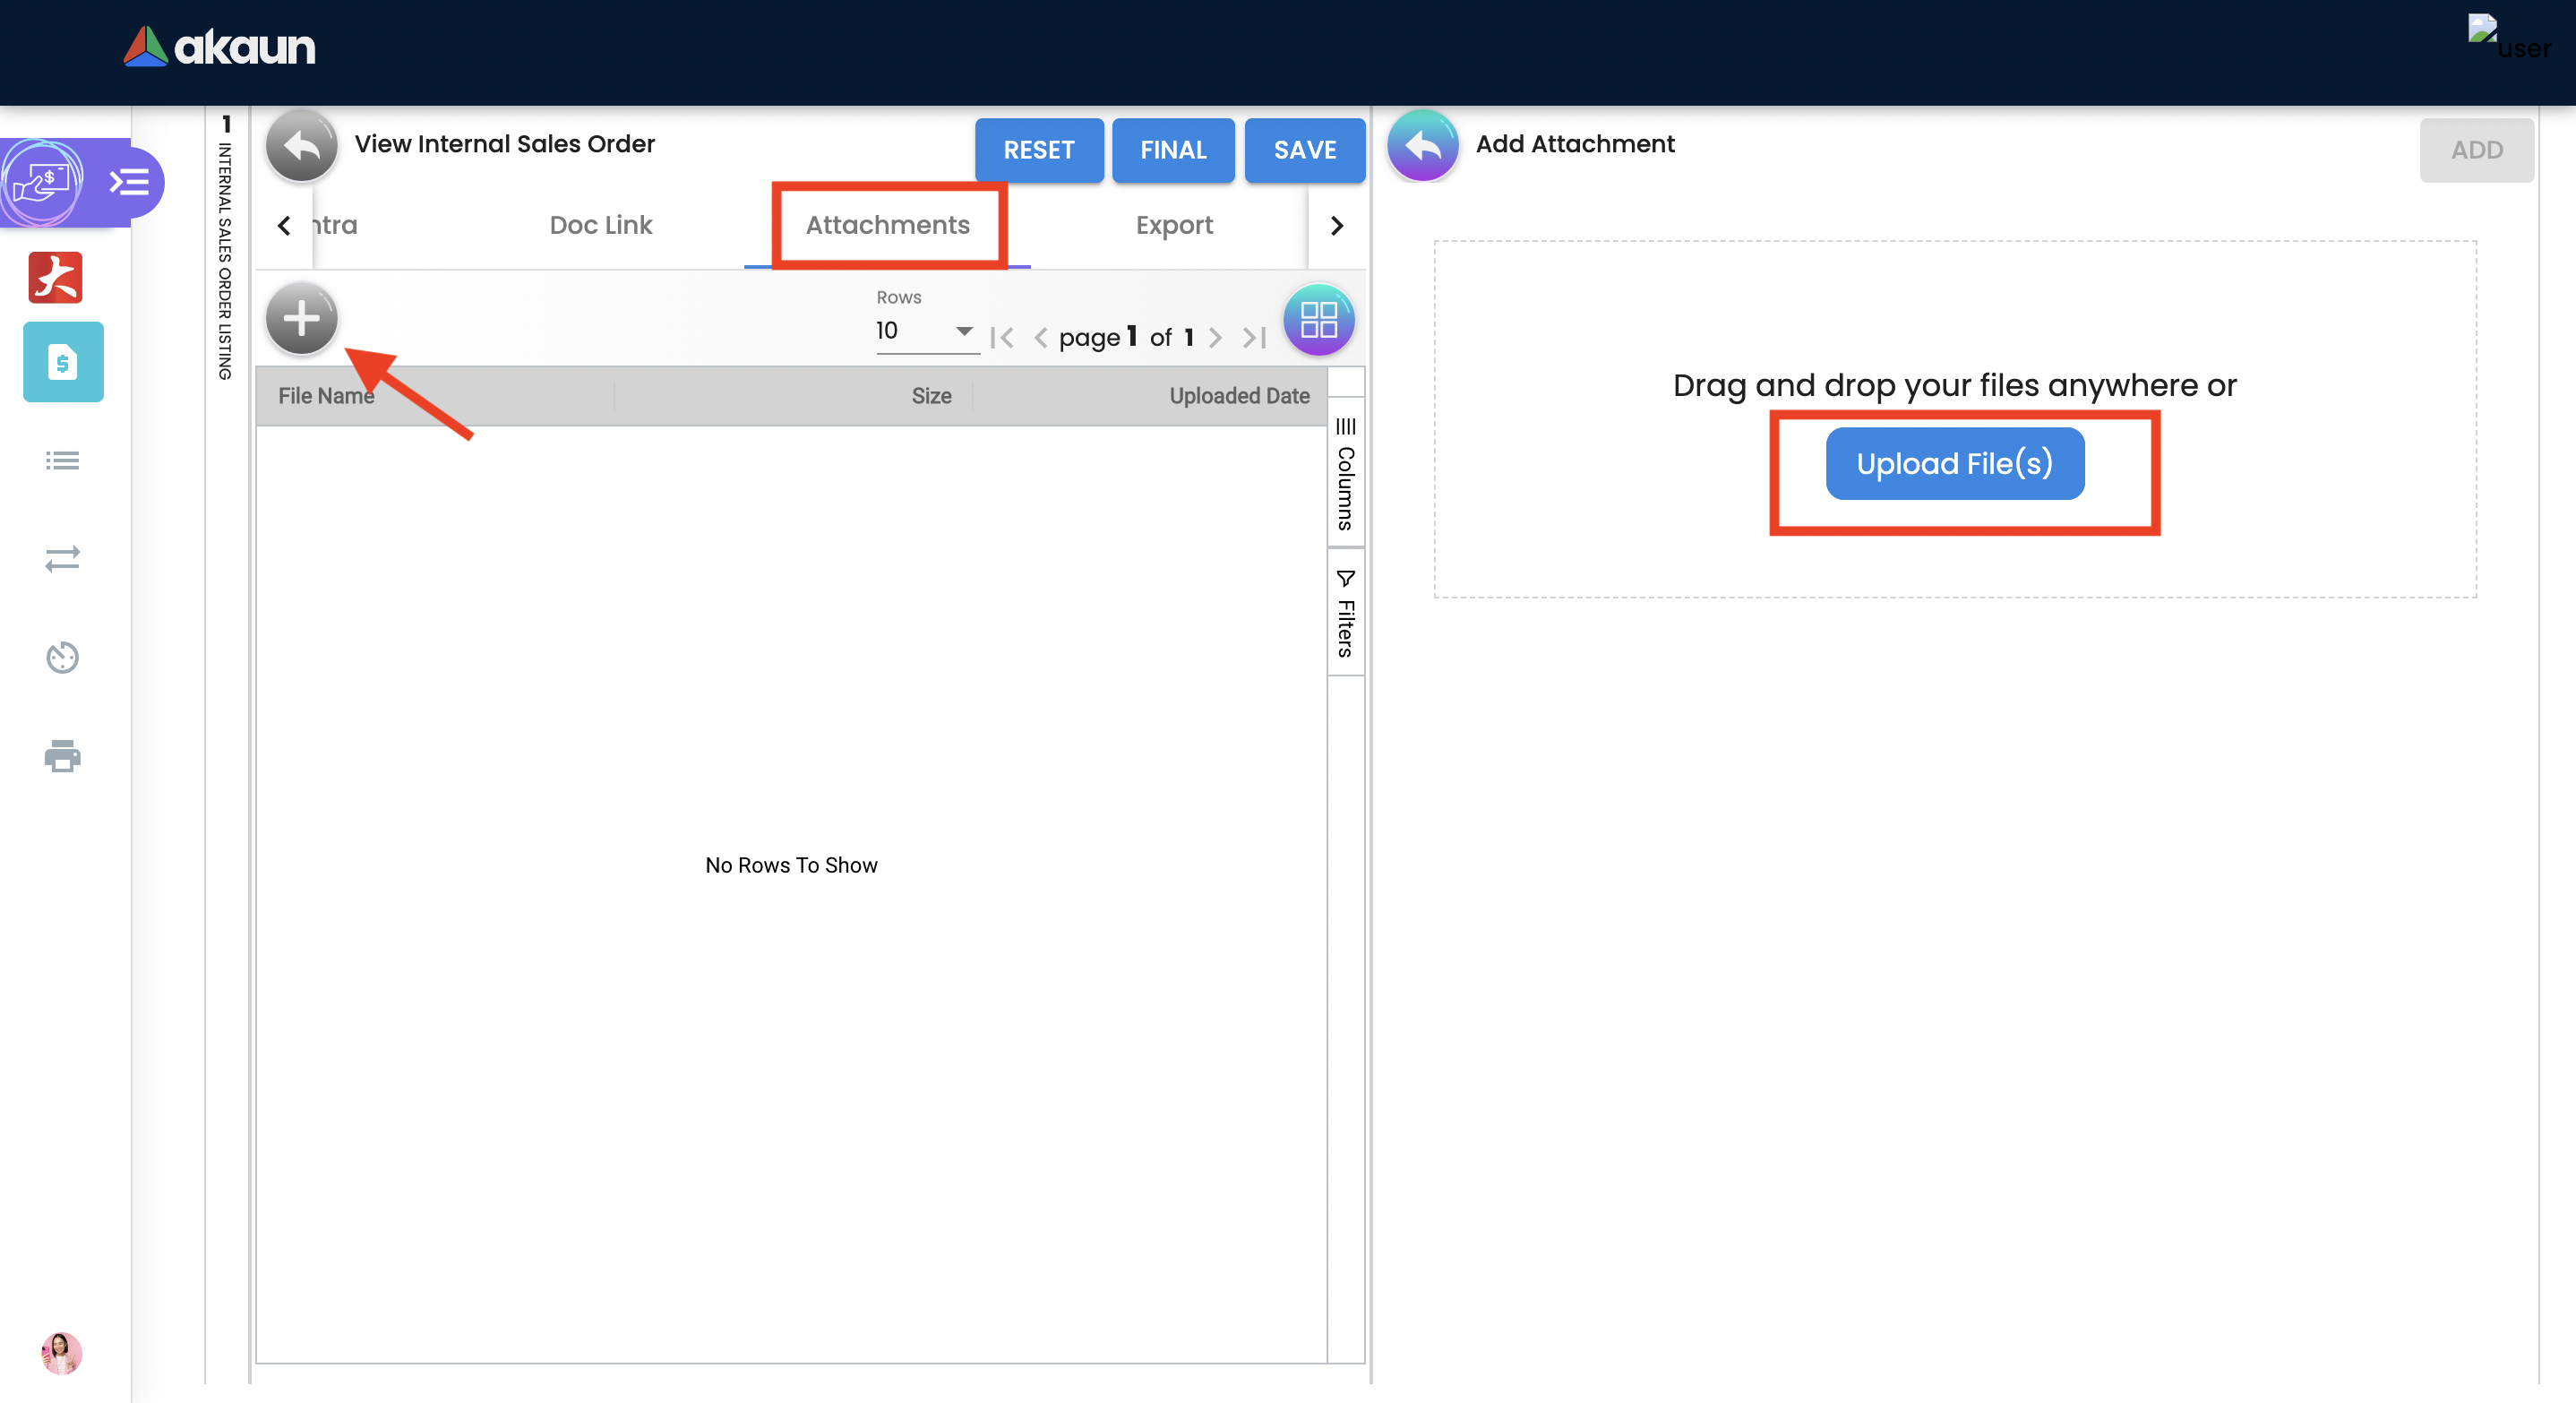 akaun
user
1 INTERNAL SALES ORDER LISTING
View Internal Sales Order
RESET
FINAL
SAVE
ntra
Doc Link
Attachments
Export
Rows
10
page 1 of 1
File Name
Size
Uploaded Date
Columns
Filters
No Rows To Show
Add Attachment
ADD
Drag and drop your files anywhere or
Upload File(s)